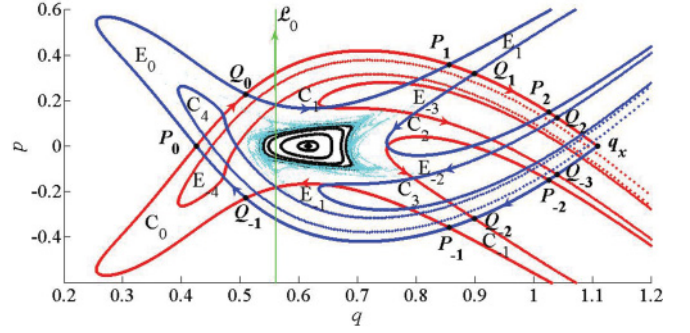 0.6
0.4
0.2
0
-0.2
-0.4
p
0.2
0.3
0.4
0.5
0.6
0.7
0.8
0.9
1
1.1
1.2
q
𝓛₀
E₀
Q₀
P₁
E₁
Q₁
P₂
Q₂
C₄
C₁
E₋₃
C₂
P₀
qₓ
E₄
E₋₁
E₋₂
C₃
Q₋₃
P₋₂
C₀
Q₋₁
Q₋₂
P₋₁
C₋₁